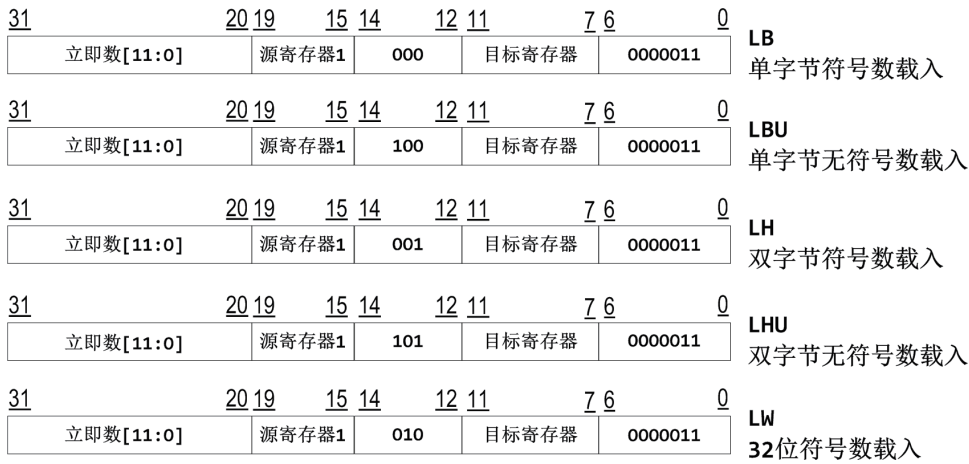 31 20 19 15 14 12 11 7 6 0
立即数[11:0] 源寄存器1 000 目标寄存器 0000011
LB
单字节符号数载入
31 20 19 15 14 12 11 7 6 0
立即数[11:0] 源寄存器1 100 目标寄存器 0000011
LBU
单字节无符号数载入
31 20 19 15 14 12 11 7 6 0
立即数[11:0] 源寄存器1 001 目标寄存器 0000011
LH
双字节符号数载入
31 20 19 15 14 12 11 7 6 0
立即数[11:0] 源寄存器1 101 目标寄存器 0000011
LHU
双字节无符号数载入
31 20 19 15 14 12 11 7 6 0
立即数[11:0] 源寄存器1 010 目标寄存器 0000011
LW
32位符号数载入